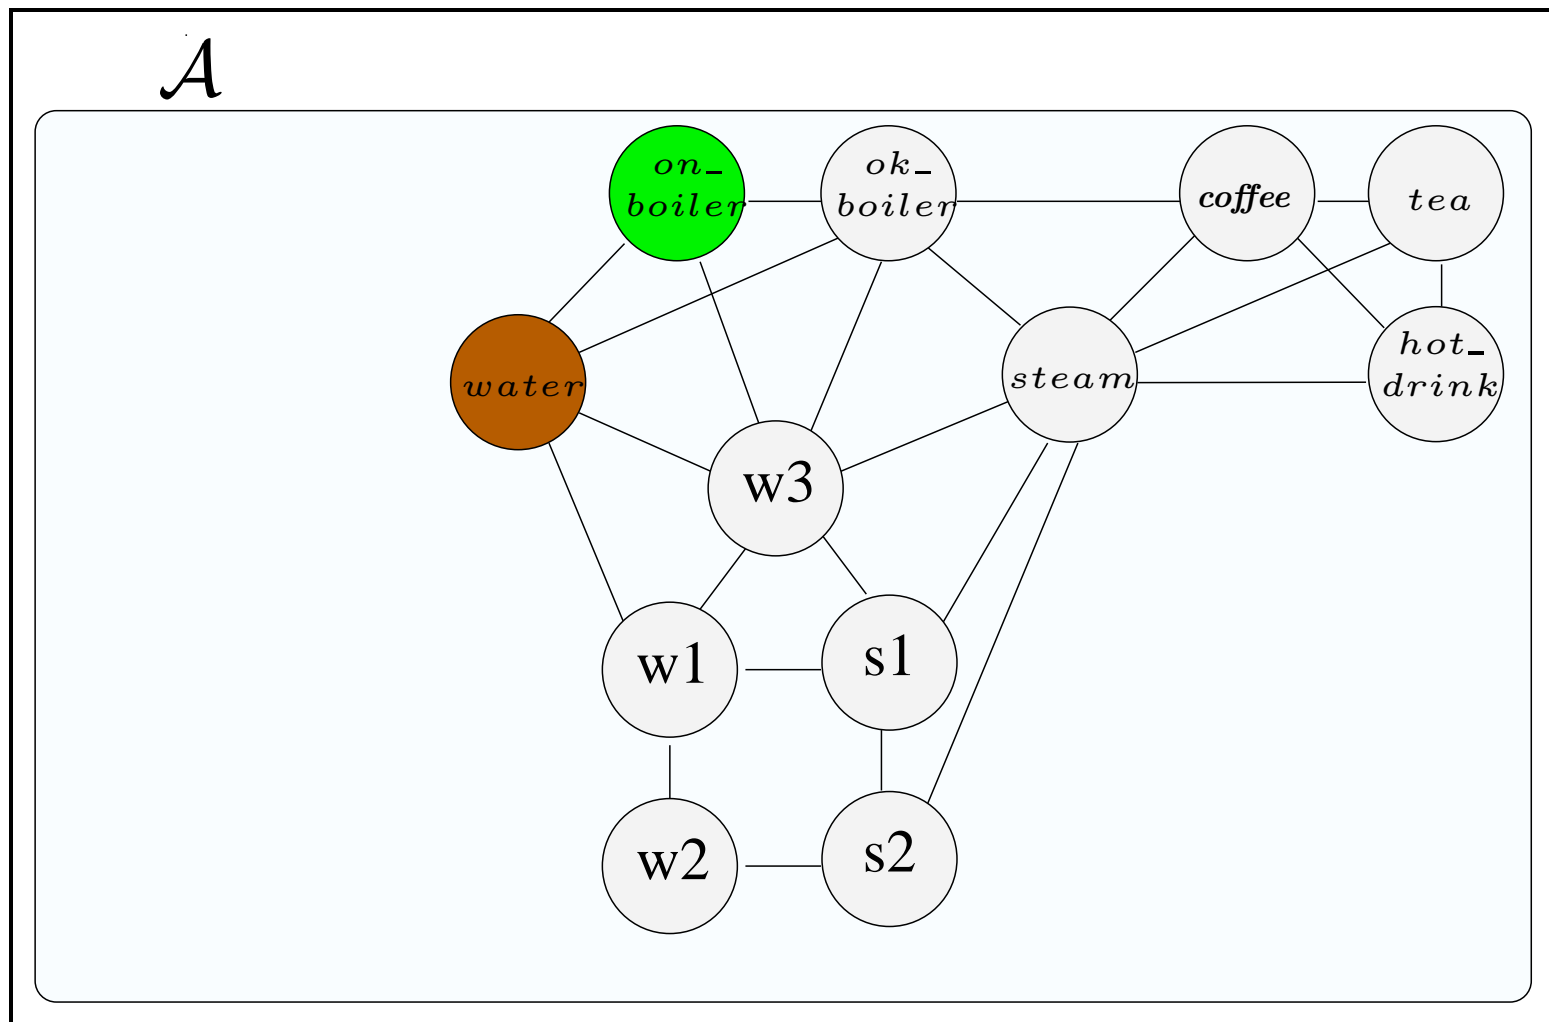 𝒜
on_
boiler
ok_
boiler
coffee
tea
water
steam
hot_
drink
w3
w1
s1
w2
s2